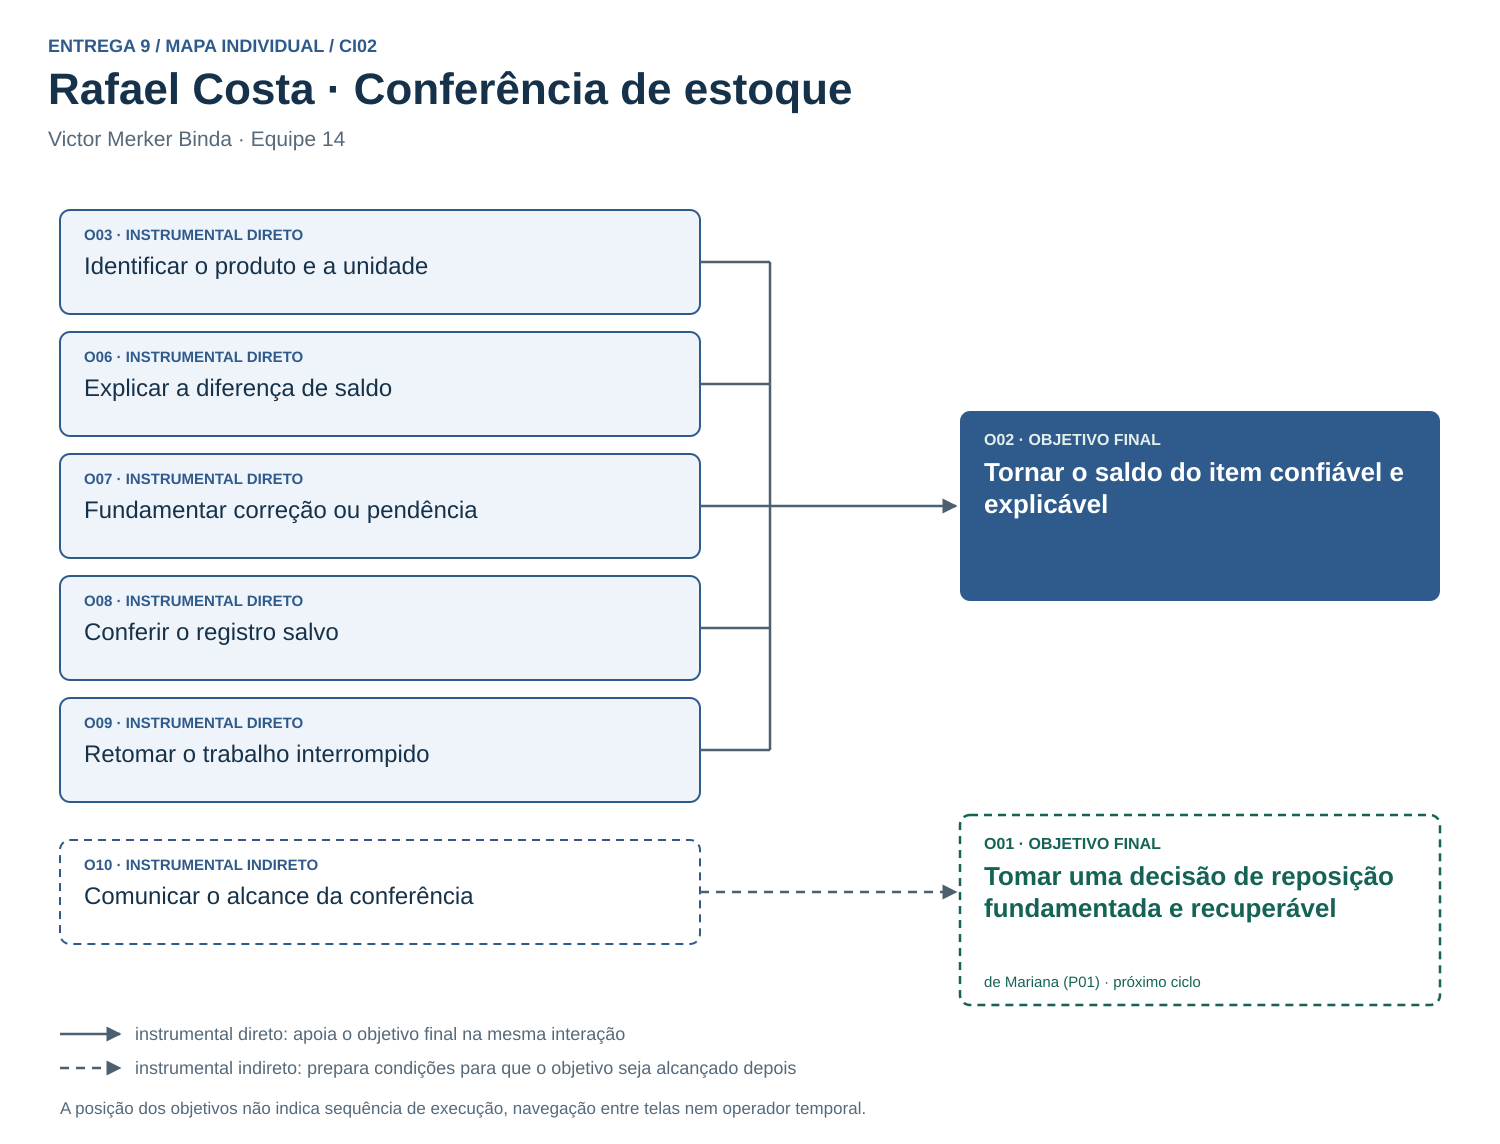 ENTREGA 9 / MAPA INDIVIDUAL / CI02
Rafael Costa · Conferência de estoque
Victor Merker Binda · Equipe 14
O03 · INSTRUMENTAL DIRETO
Identificar o produto e a unidade
O06 · INSTRUMENTAL DIRETO
Explicar a diferença de saldo
O07 · INSTRUMENTAL DIRETO
Fundamentar correção ou pendência
O08 · INSTRUMENTAL DIRETO
Conferir o registro salvo
O09 · INSTRUMENTAL DIRETO
Retomar o trabalho interrompido
O10 · INSTRUMENTAL INDIRETO
Comunicar o alcance da conferência
O02 · OBJETIVO FINAL
Tornar o saldo do item confiável e
explicável
O01 · OBJETIVO FINAL
Tomar uma decisão de reposição
fundamentada e recuperável
de Mariana (P01) · próximo ciclo
instrumental direto: apoia o objetivo final na mesma interação
instrumental indireto: prepara condições para que o objetivo seja alcançado depois
A posição dos objetivos não indica sequência de execução, navegação entre telas nem operador temporal.